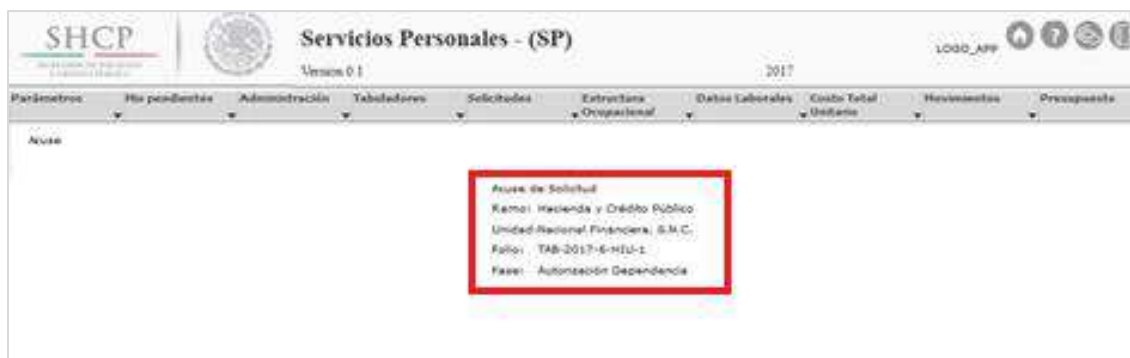 SHCP
Servicios Personales - (SP)
Version 0.1
2017
LOGO_APP
Parámetros Mis pendientes Administración Tabuladores Solicitudes Estructura Ocupacional Datos Laborales Costo Total Unitario Movimientos Presupuesto
Acuse
Acuse de Solicitud
Ramo: Hacienda y Crédito Público
Unidad:Nacional Financiera, S.N.C.
Folio: TAB-2017-6-HIU-1
Fase: Autorización Dependencia